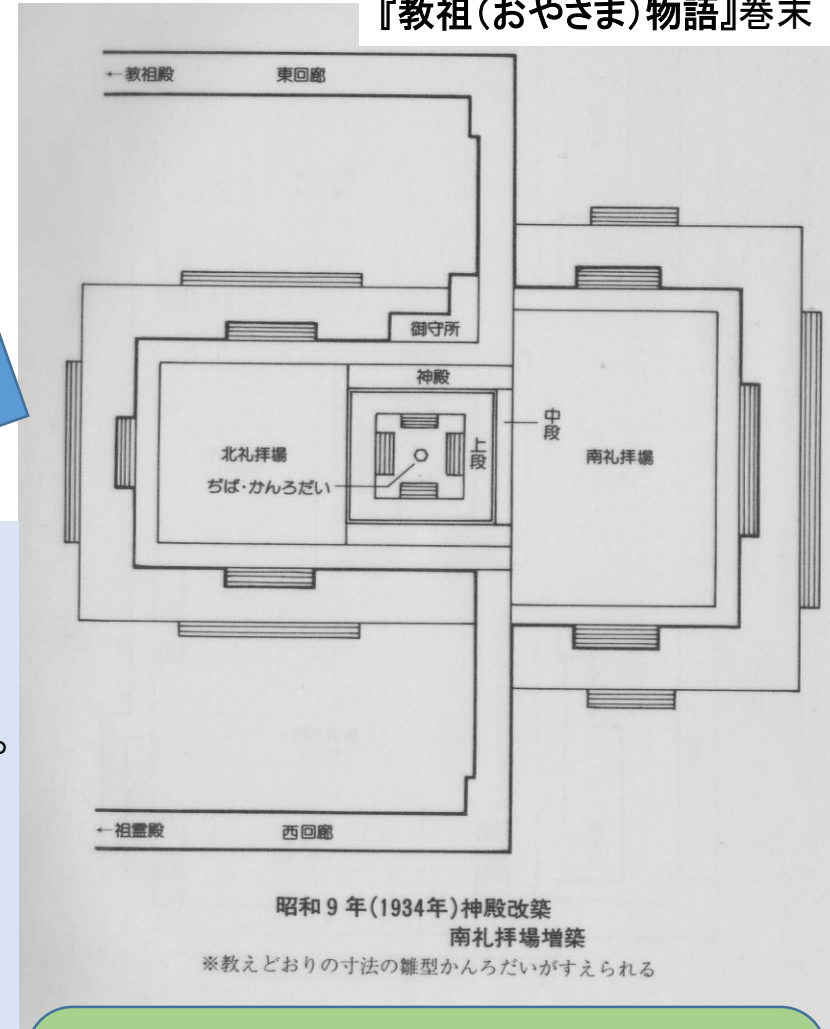 『教祖(おやさま)物語』巻末
←教祖殿
東回廊
御守所
神殿
中段
上段
北礼拝場
南礼拝場
ぢば・かんろだい
。
←祖霊殿
西回廊
昭和9年(1934年)神殿改築
南礼拝場増築
※教えどおりの寸法の雛型かんろだいがすえられる